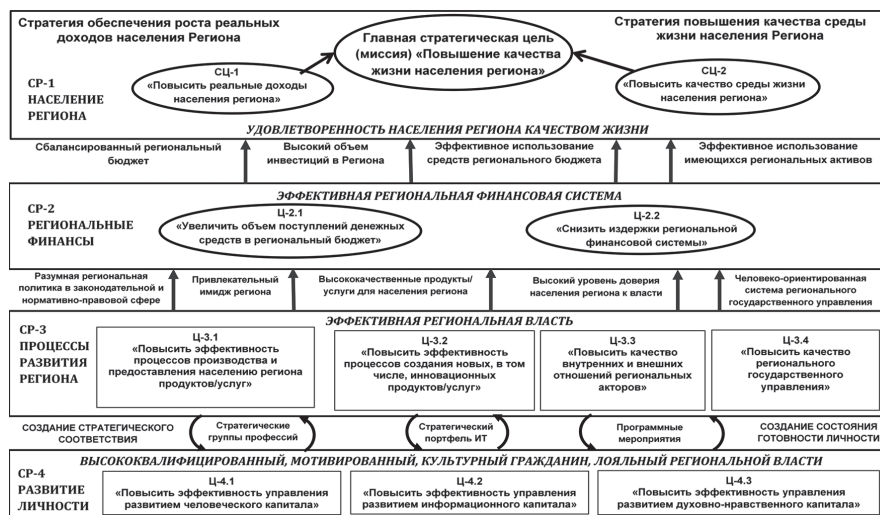 Стратегия обеспечения роста реальных
доходов населения Региона
Главная стратегическая цель
(миссия) «Повышение качества
жизни населения региона»
Стратегия повышения качества среды
жизни населения Региона
СР-1
НАСЕЛЕНИЕ
РЕГИОНА
СЦ-1
«Повысить реальные доходы
населения региона»
СЦ-2
«Повысить качество среды жизни
населения региона»
УДОВЛЕТВОРЕННОСТЬ НАСЕЛЕНИЯ РЕГИОНА КАЧЕСТВОМ ЖИЗНИ
Сбалансированный региональный
бюджет
Высокий объем
инвестиций в Региона
Эффективное использование
средств регионального бюджета
Эффективное использование
имеющихся региональных активов
ЭФФЕКТИВНАЯ РЕГИОНАЛЬНАЯ ФИНАНСОВАЯ СИСТЕМА
СР-2
РЕГИОНАЛЬНЫЕ
ФИНАНСЫ
Ц-2.1
«Увеличить объем поступлений денежных
средств в региональный бюджет»
Ц-2.2
«Снизить издержки региональной
финансовой системы»
Разумная региональная
политика в законодательной и
нормативно-правовой сфере
Привлекательный
имидж региона
Высококачественные продукты/
услуги для населения региона
Высокий уровень доверия
населения региона к власти
Человеко-ориентированная
система регионального
государственного управления
ЭФФЕКТИВНАЯ РЕГИОНАЛЬНАЯ ВЛАСТЬ
СР-3
ПРОЦЕССЫ
РАЗВИТИЯ
РЕГИОНА
Ц-3.1
«Повысить эффективность
процессов производства и
предоставления населению региона
продуктов/услуг»
Ц-3.2
«Повысить эффективность
процессов создания новых, в том
числе, инновационных
продуктов/услуг»
Ц-3.3
«Повысить качество
внутренних и внешних
отношений региональных
акторов»
Ц-3.4
«Повысить качество
регионального
государственного
управления»
СОЗДАНИЕ СТРАТЕГИЧЕСКОГО
СООТВЕТСТВИЯ
Стратегические
группы профессий
Стратегический
портфель ИТ
Программные
мероприятия
СОЗДАНИЕ СОСТОЯНИЯ
ГОТОВНОСТИ ЛИЧНОСТИ
ВЫСОКОКВАЛИФИЦИРОВАННЫЙ, МОТИВИРОВАННЫЙ, КУЛЬТУРНЫЙ ГРАЖДАНИН, ЛОЯЛЬНЫЙ РЕГИОНАЛЬНОЙ ВЛАСТИ
СР-4
РАЗВИТИЕ
ЛИЧНОСТИ
Ц-4.1
«Повысить эффективность управления
развитием человеческого капитала»
Ц-4.2
«Повысить эффективность управления
развитием информационного капитала»
Ц-4.3
«Повысить эффективность управления
развитием духовно-нравственного капитала»